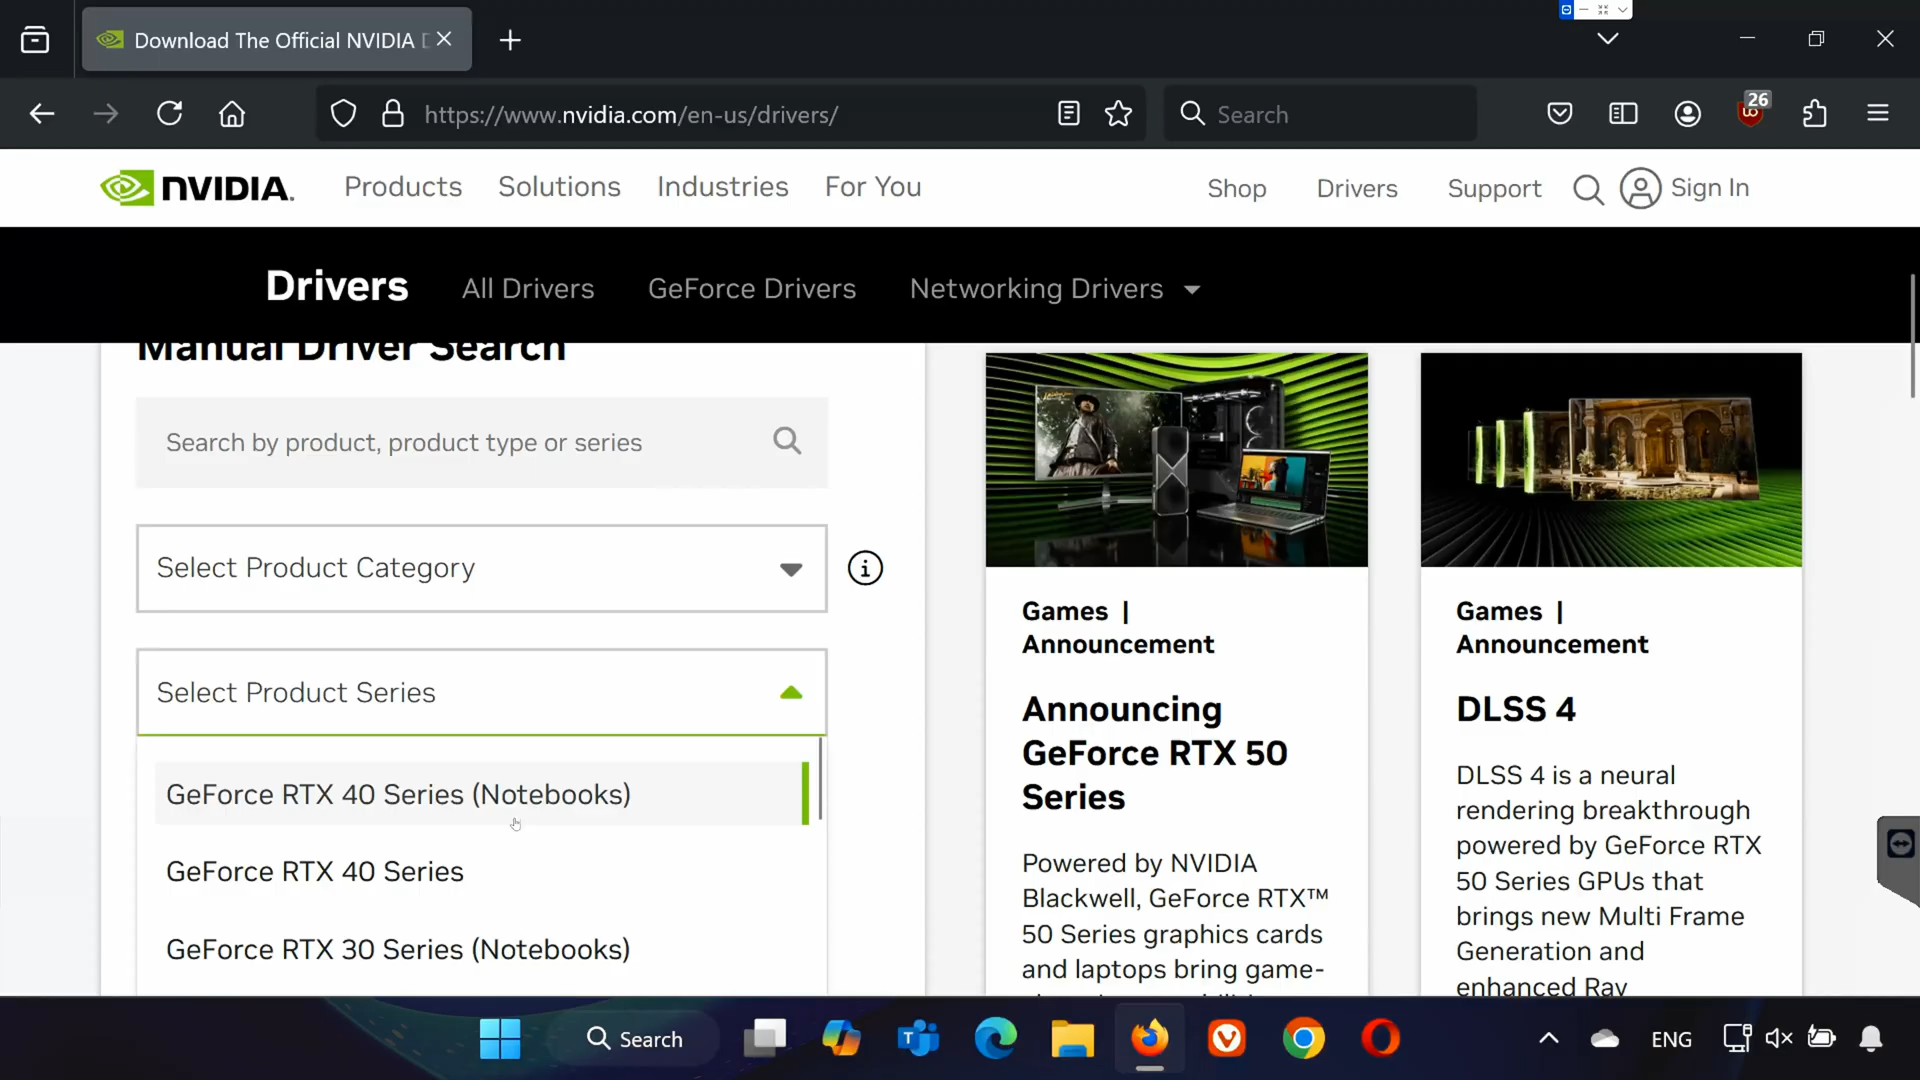 Download The Official NVIDIA D
https://www.nvidia.com/en-us/drivers/
Search
26
NVIDIA.
Products
Solutions
Industries
For You
Shop
Drivers
Support
Sign In
Drivers
All Drivers
GeForce Drivers
Networking Drivers
Manual Driver Search
Search by product, product type or series
Select Product Category
Select Product Series
GeForce RTX 40 Series (Notebooks)
GeForce RTX 40 Series
GeForce RTX 30 Series (Notebooks)
Games |
Announcement
Announcing
GeForce RTX 50
Series
Powered by NVIDIA
Blackwell, GeForce RTX™
50 Series graphics cards
and laptops bring game-
Games |
Announcement
DLSS 4
DLSS 4 is a neural
rendering breakthrough
powered by GeForce RTX
50 Series GPUs that
brings new Multi Frame
Generation and
enhanced Ray
Search
ENG